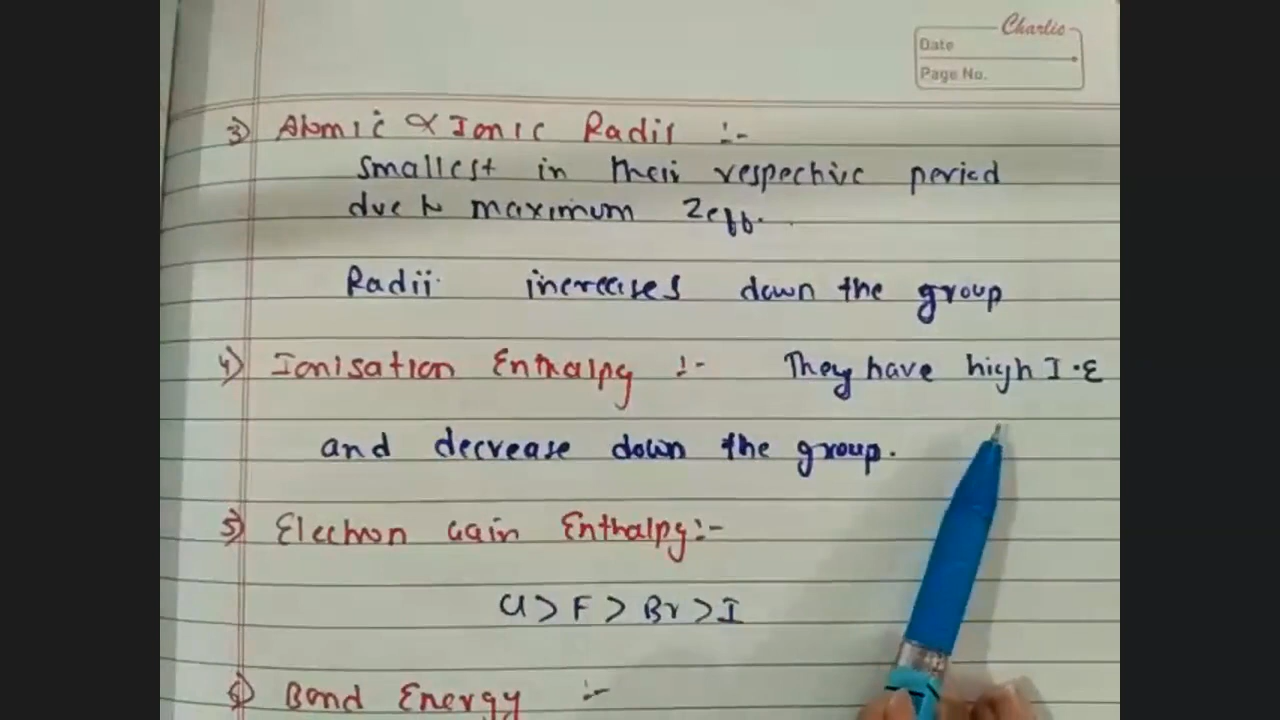 Charlie
Date
Page No.
3) Atomic & Ionic Radii :-
smallest in their respective period
due to maximum Zeff.
Radii increases down the group
4) Ionisation Enthalpy :- They have high I.E
and decrease down the group.
5) Electron Gain Enthalpy:-
Cl > F > Br > I
6) Bond Energy :-